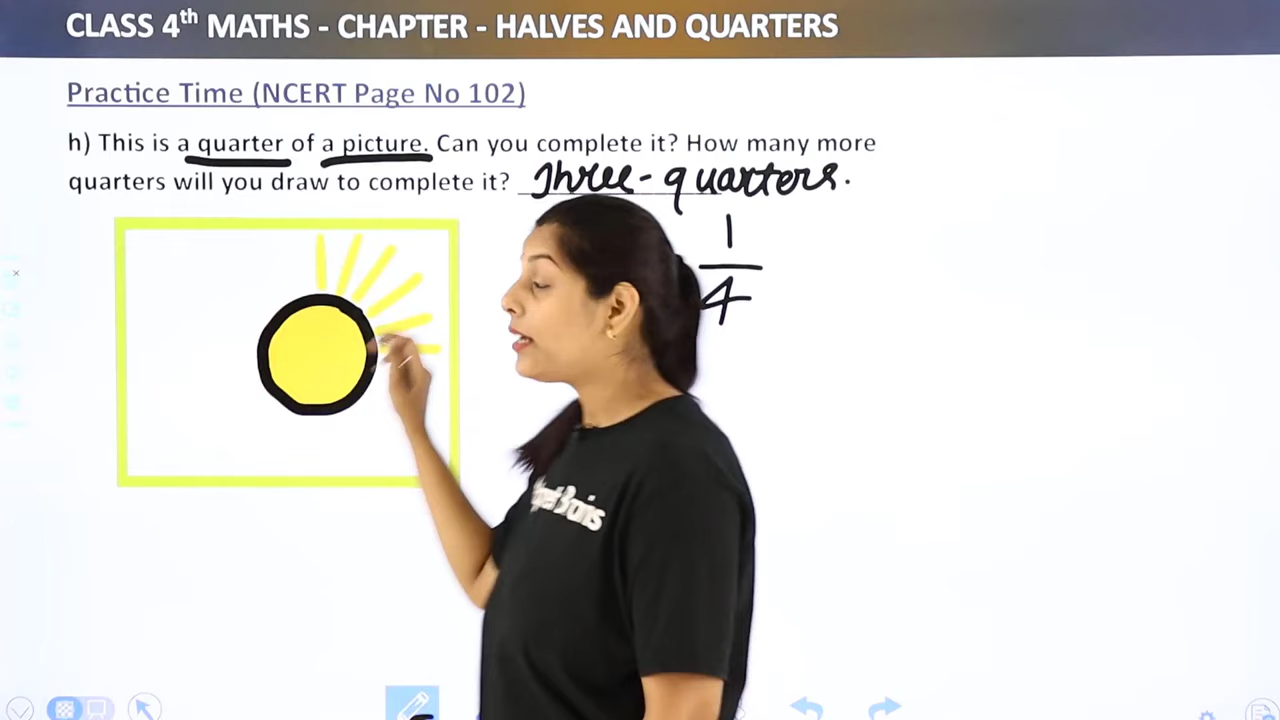 CLASS 4th MATHS - CHAPTER - HALVES AND QUARTERS
Practice Time (NCERT Page No 102)
h) This is a quarter of a picture. Can you complete it? How many more
quarters will you draw to complete it? Three-quarters.
1
4